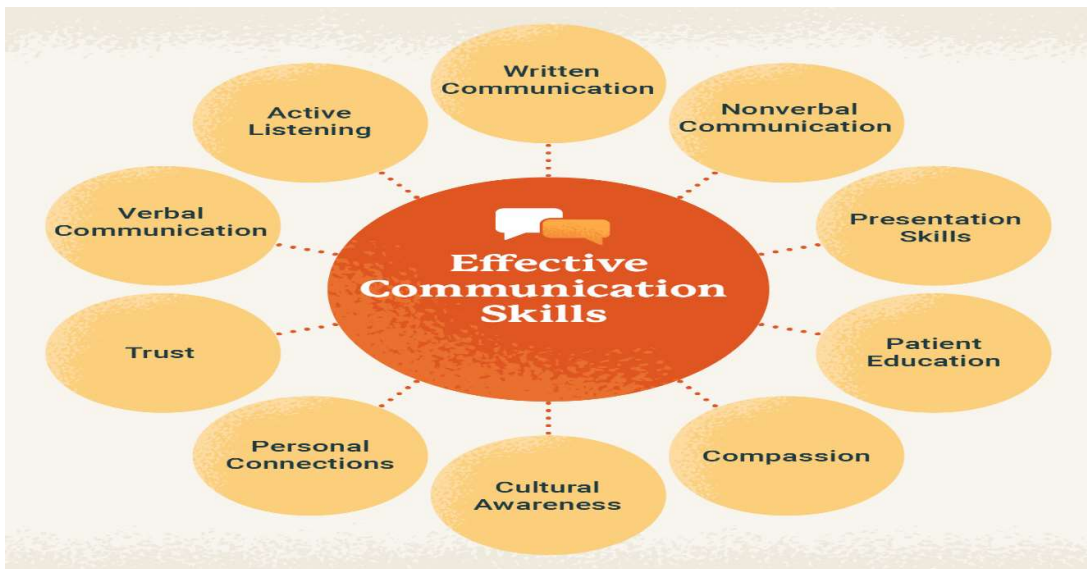 Written
Communication
Nonverbal
Communication
Presentation
Skills
Patient
Education
Compassion
Cultural
Awareness
Personal
Connections
Trust
Verbal
Communication
Active
Listening
Effective
Communication
Skills